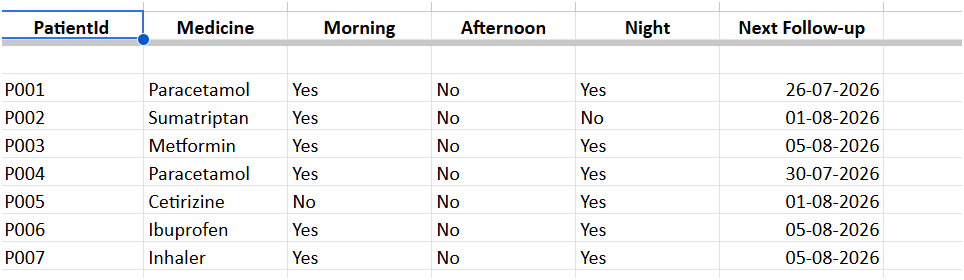 PatientId Medicine Morning Afternoon Night Next Follow-up
P001 Paracetamol Yes No Yes 26-07-2026
P002 Sumatriptan Yes No No 01-08-2026
P003 Metformin Yes No Yes 05-08-2026
P004 Paracetamol Yes No Yes 30-07-2026
P005 Cetirizine No No Yes 01-08-2026
P006 Ibuprofen Yes No Yes 05-08-2026
P007 Inhaler Yes No Yes 05-08-2026